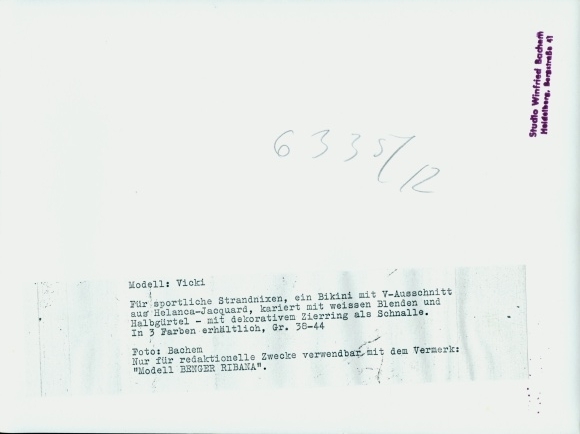 Studio Winfried Bachem
Heidelberg, Bergstraße 41
6335/12
Modell: Vicki
Für sportliche Strandnixen, ein Bikini mit V-Ausschnitt
aus Helanca-Jacquard, kariert mit weissen Blenden und
Halbgürtel - mit dekorativem Zierring als Schnalle.
In 3 Farben erhältlich, Gr. 38-44
Foto: Bachem
Nur für redaktionelle Zwecke verwendbar mit dem Vermerk:
"Modell BENGER RIBANA".